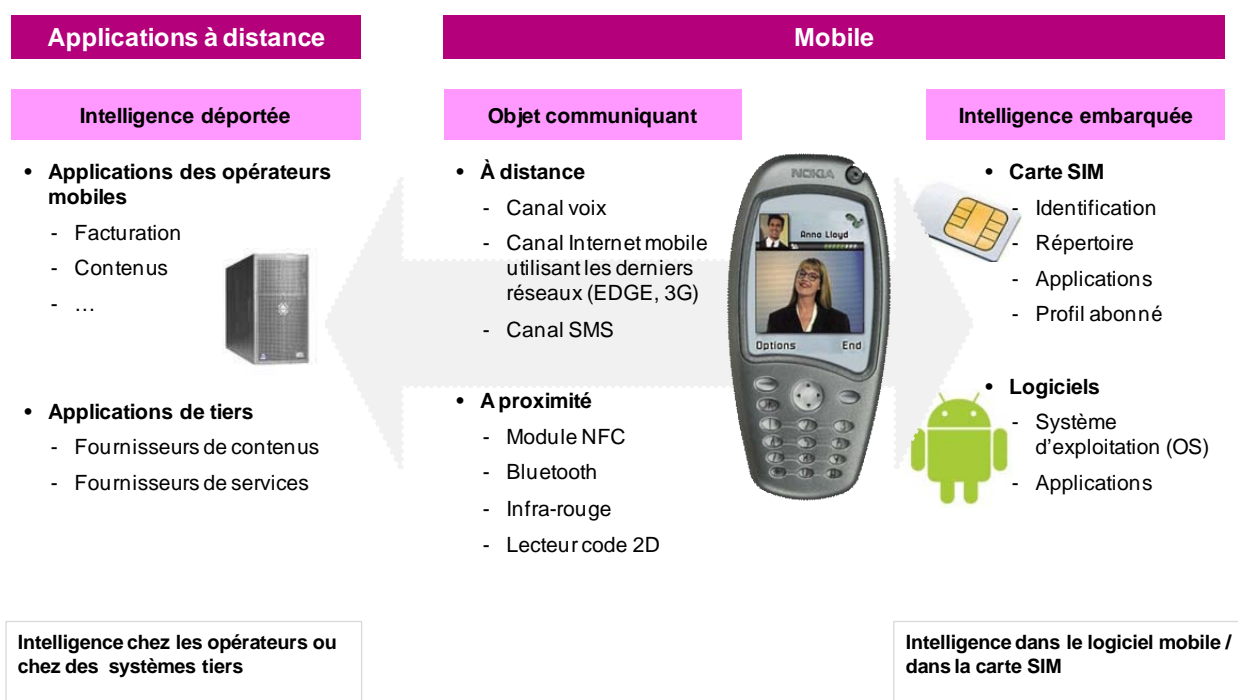 Applications à distance
Mobile
Intelligence déportée
Objet communiquant
Intelligence embarquée
• Applications des opérateurs
mobiles
- Facturation
- Contenus
- …
• Applications de tiers
- Fournisseurs de contenus
- Fournisseurs de services
• À distance
- Canal voix
- Canal Internet mobile
utilisant les derniers
réseaux (EDGE, 3G)
- Canal SMS
• A proximité
- Module NFC
- Bluetooth
- Infra-rouge
- Lecteur code 2D
NOKIA
Anna Lloyd
Options End
• Carte SIM
- Identification
- Répertoire
- Applications
- Profil abonné
• Logiciels
- Système
d’exploitation (OS)
- Applications
Intelligence chez les opérateurs ou
chez des systèmes tiers
Intelligence dans le logiciel mobile /
dans la carte SIM